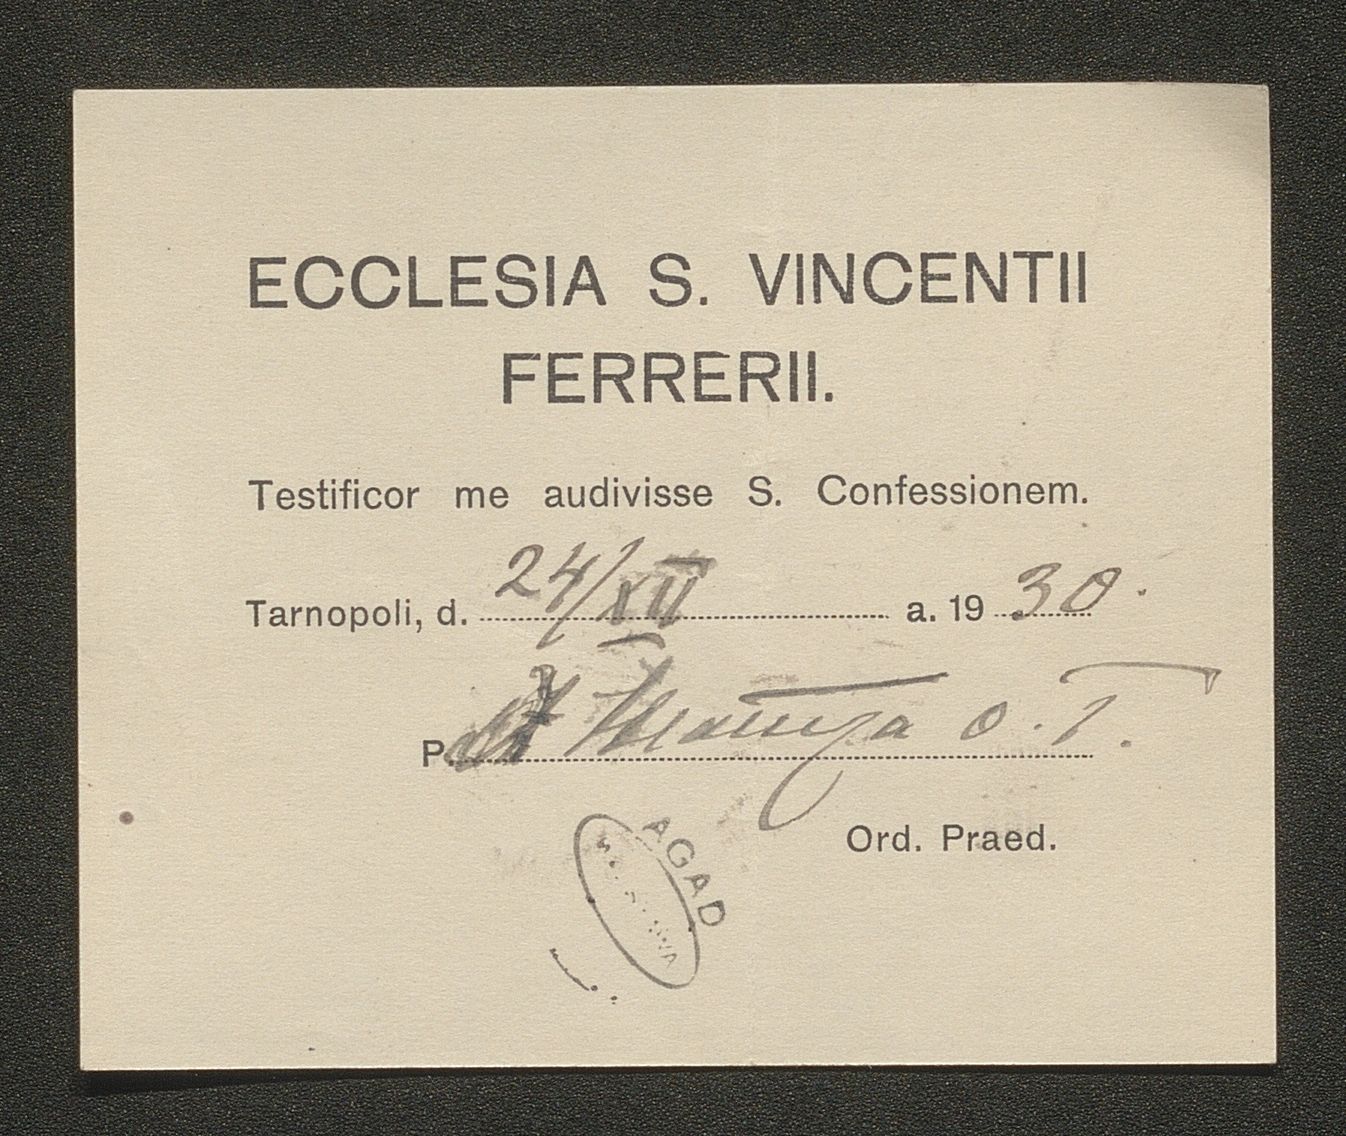 ECCLESIA S. VINCENTII
FERRERII.
Testificor me audivisse S. Confessionem.
Tarnopoli, d. 24/XII a. 1930.
P.
Ord. Praed.
AGAD